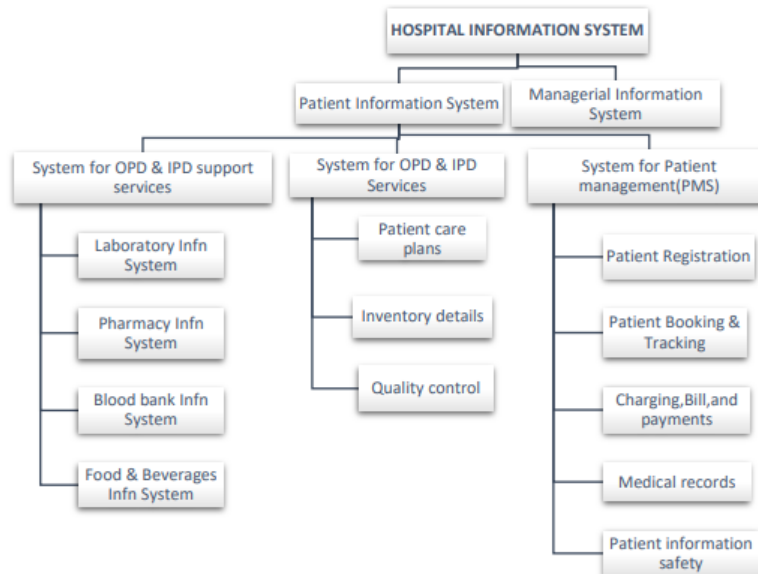 HOSPITAL INFORMATION SYSTEM
Patient Information System
Managerial Information
System
System for OPD & IPD support
services
System for OPD & IPD
Services
System for Patient
management(PMS)
Laboratory Infn
System
Pharmacy Infn
System
Blood bank Infn
System
Food & Beverages
Infn System
Patient care
plans
Inventory details
Quality control
Patient Registration
Patient Booking &
Tracking
Charging,Bill,and
payments
Medical records
Patient information
safety